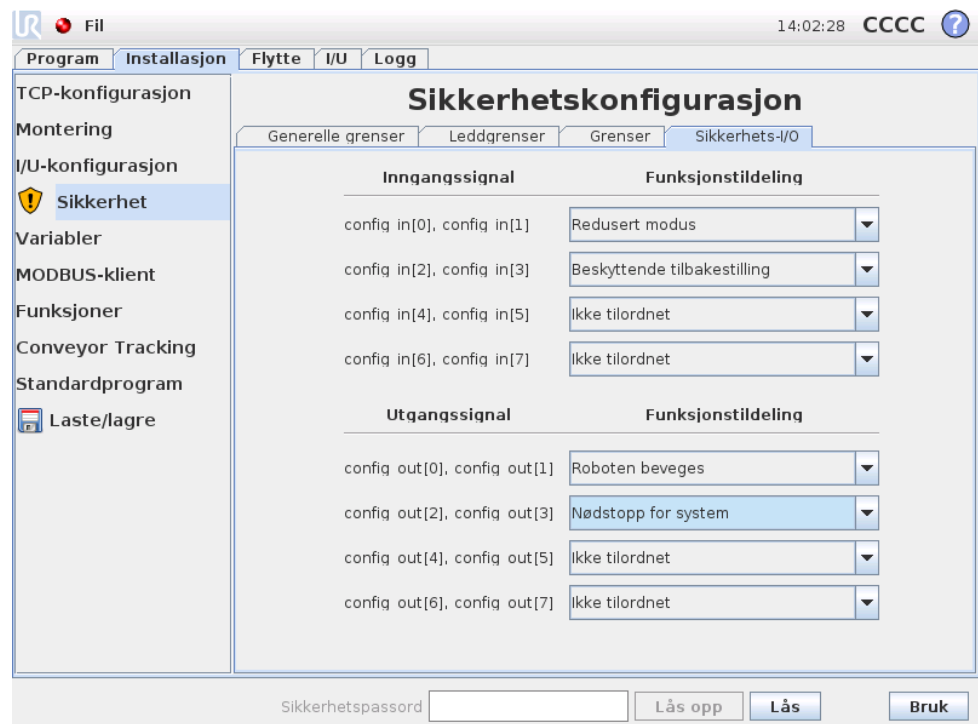 UR Fil 14:02:28 CCCC ?
Program Installasjon Flytte I/U Logg
TCP-konfigurasjon
Montering
I/U-konfigurasjon
Sikkerhet
Variabler
MODBUS-klient
Funksjoner
Conveyor Tracking
Standardprogram
Laste/lagre
Sikkerhetskonfigurasjon
Generelle grenser Leddgrenser Grenser Sikkerhets-I/O
Inngangssignal Funksjonstildeling
config in[0], config in[1] Redusert modus
config in[2], config in[3] Beskyttende tilbakestilling
config in[4], config in[5] Ikke tilordnet
config in[6], config in[7] Ikke tilordnet
Utgangssignal Funksjonstildeling
config out[0], config out[1] Roboten beveges
config out[2], config out[3] Nødstopp for system
config out[4], config out[5] Ikke tilordnet
config out[6], config out[7] Ikke tilordnet
Sikkerhetspassord Lås opp Lås Bruk